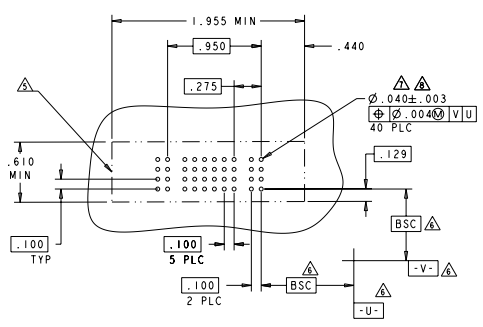 1.955 MIN
.950
.440
.275
5
7 8
Ø.040±.003
⌖ Ø.004Ⓜ V U
40 PLC
.610
MIN
.129
.100
TYP
.100
5 PLC
BSC 6
.100
2 PLC
6
BSC
-V- 6
6
-U-